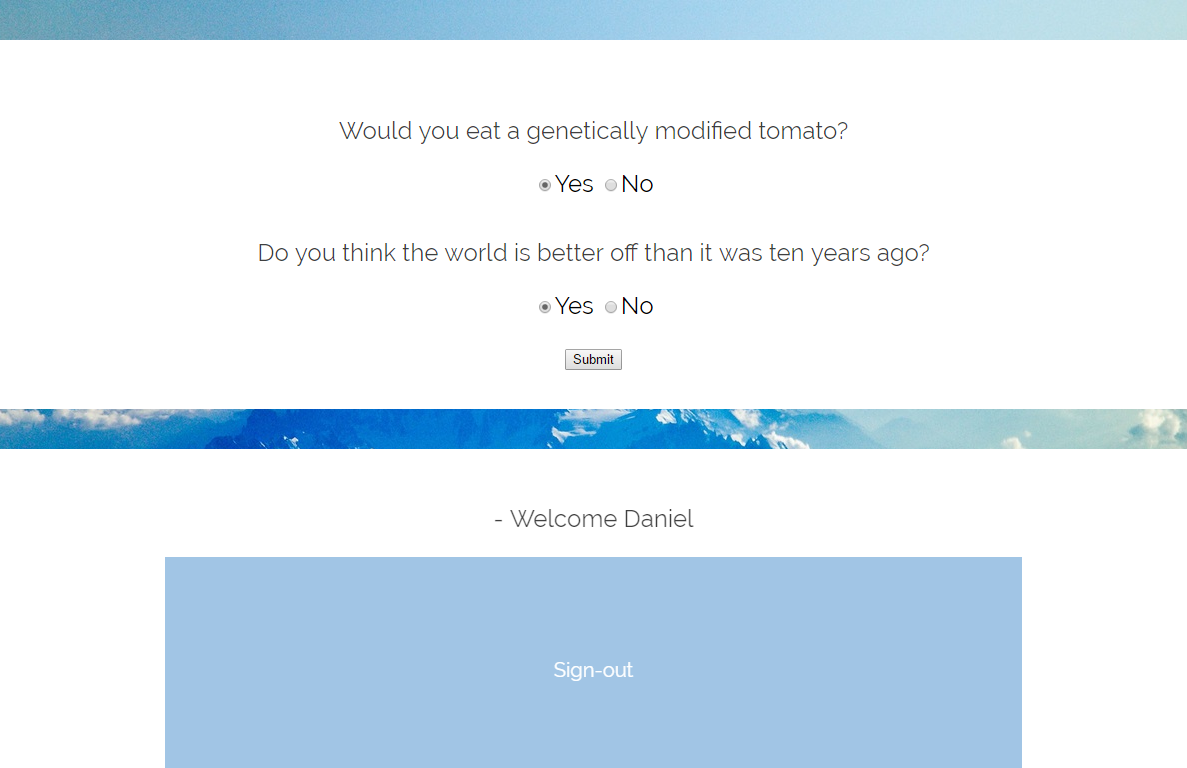 Would you eat a genetically modified tomato?
Yes No
Do you think the world is better off than it was ten years ago?
Yes No
Submit
- Welcome Daniel
Sign-out